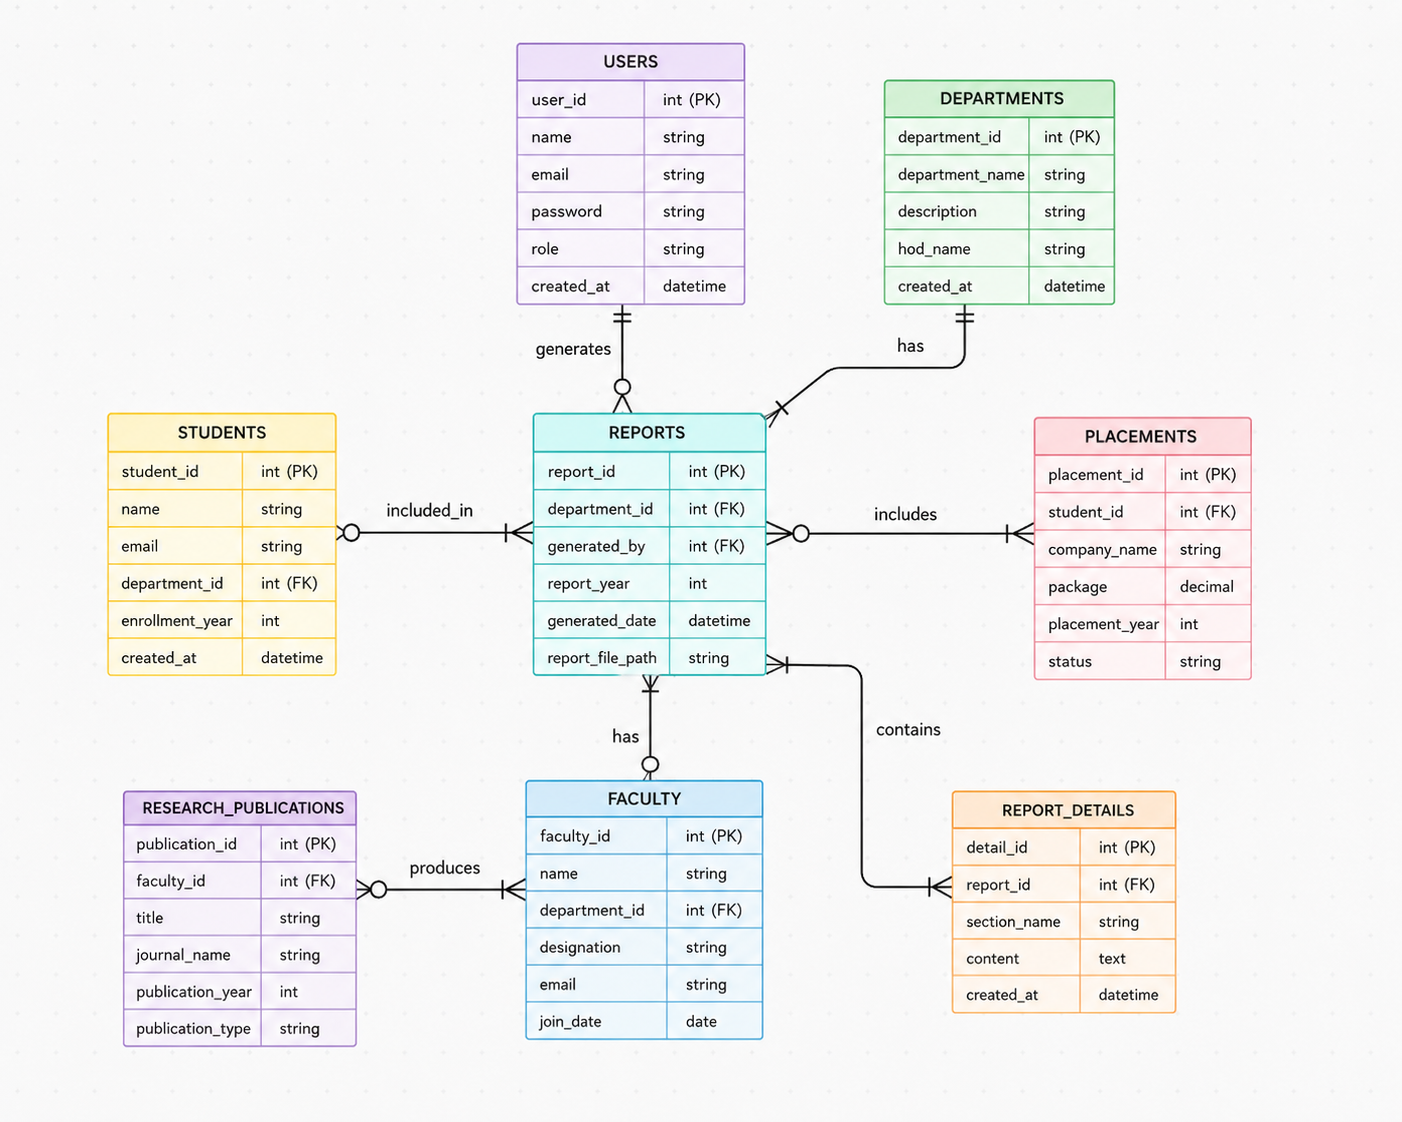 USERS
user_id int (PK)
name string
email string
password string
role string
created_at datetime
DEPARTMENTS
department_id int (PK)
department_name string
description string
hod_name string
created_at datetime
generates
has
STUDENTS
student_id int (PK)
name string
email string
department_id int (FK)
enrollment_year int
created_at datetime
included_in
REPORTS
report_id int (PK)
department_id int (FK)
generated_by int (FK)
report_year int
generated_date datetime
report_file_path string
includes
PLACEMENTS
placement_id int (PK)
student_id int (FK)
company_name string
package decimal
placement_year int
status string
has
contains
RESEARCH_PUBLICATIONS
publication_id int (PK)
faculty_id int (FK)
title string
journal_name string
publication_year int
publication_type string
produces
FACULTY
faculty_id int (PK)
name string
department_id int (FK)
designation string
email string
join_date date
REPORT_DETAILS
detail_id int (PK)
report_id int (FK)
section_name string
content text
created_at datetime